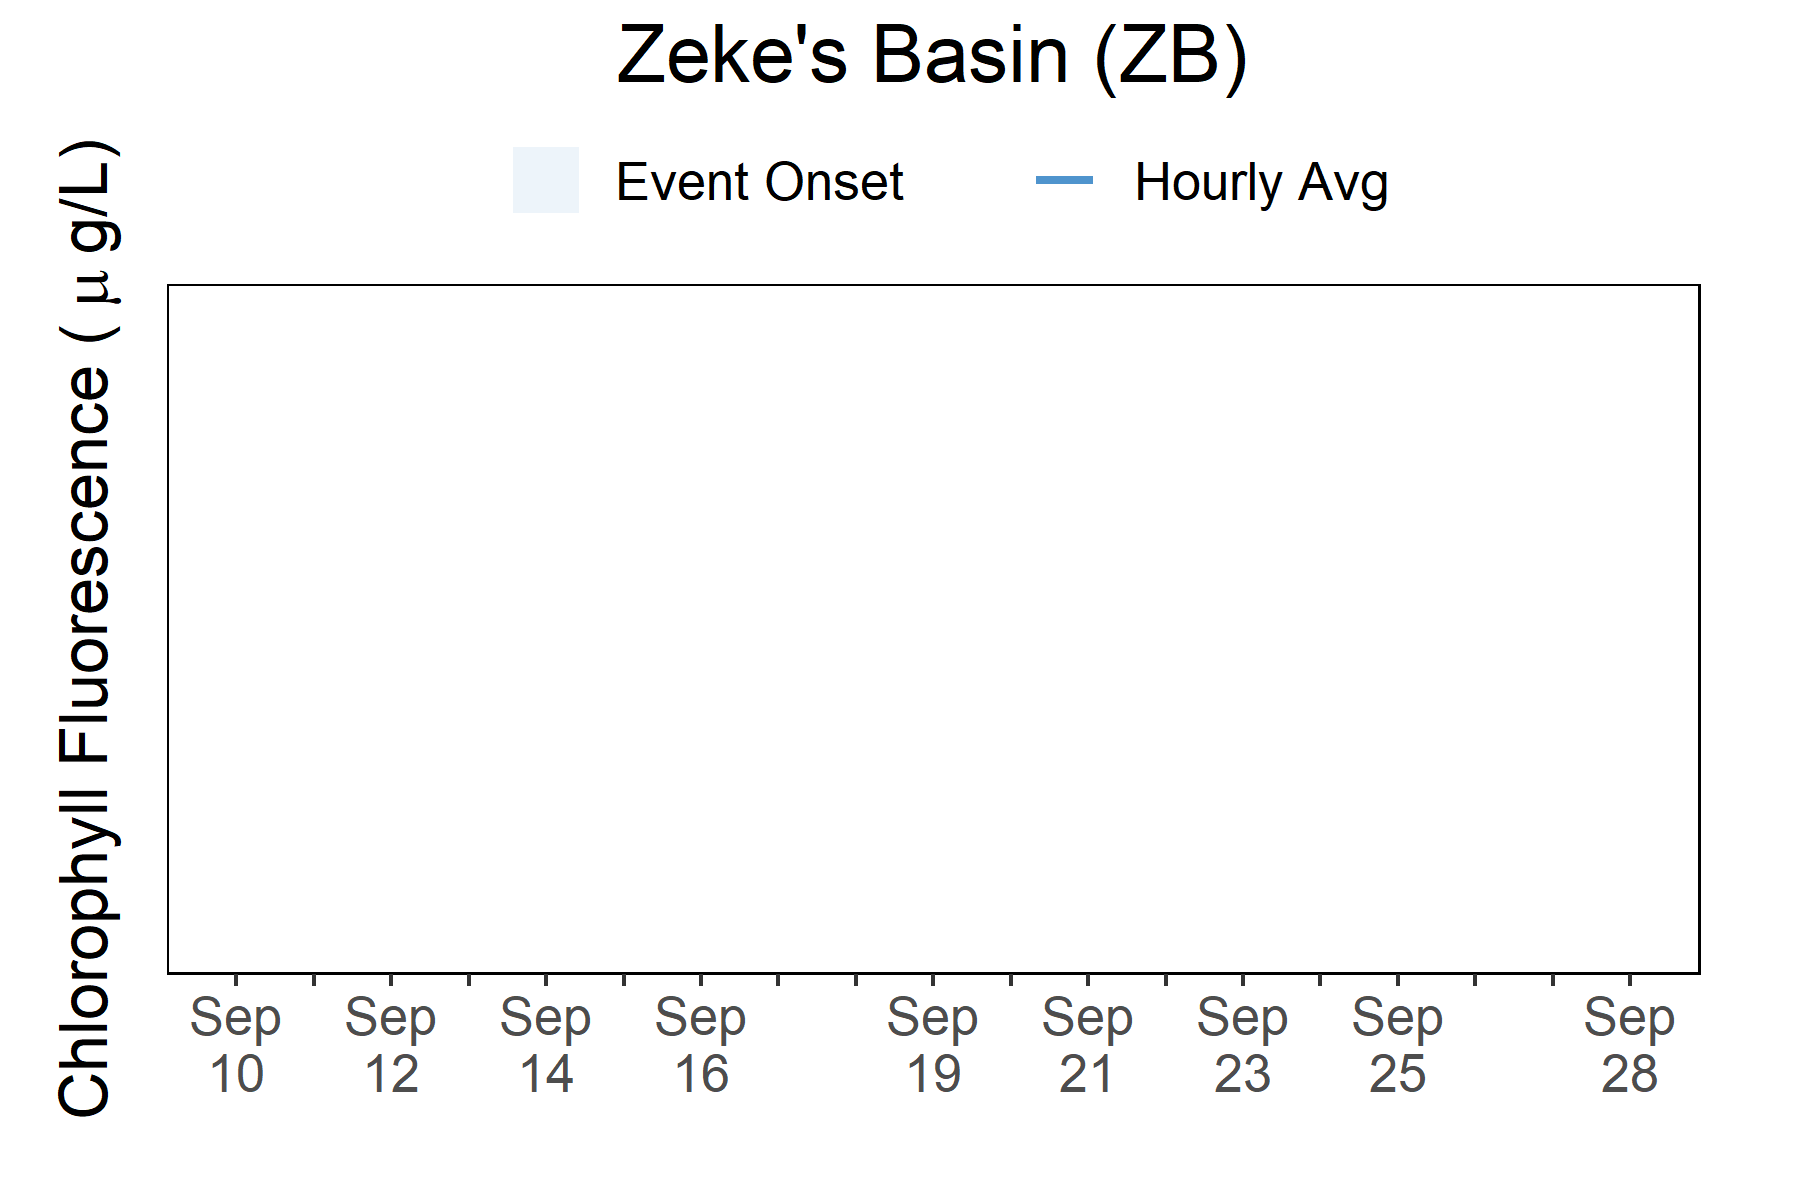 Zeke's Basin (ZB)
Event Onset
Hourly Avg
Chlorophyll Fluorescence ( μ g/L)
Sep 10
Sep 12
Sep 14
Sep 16
Sep 19
Sep 21
Sep 23
Sep 25
Sep 28